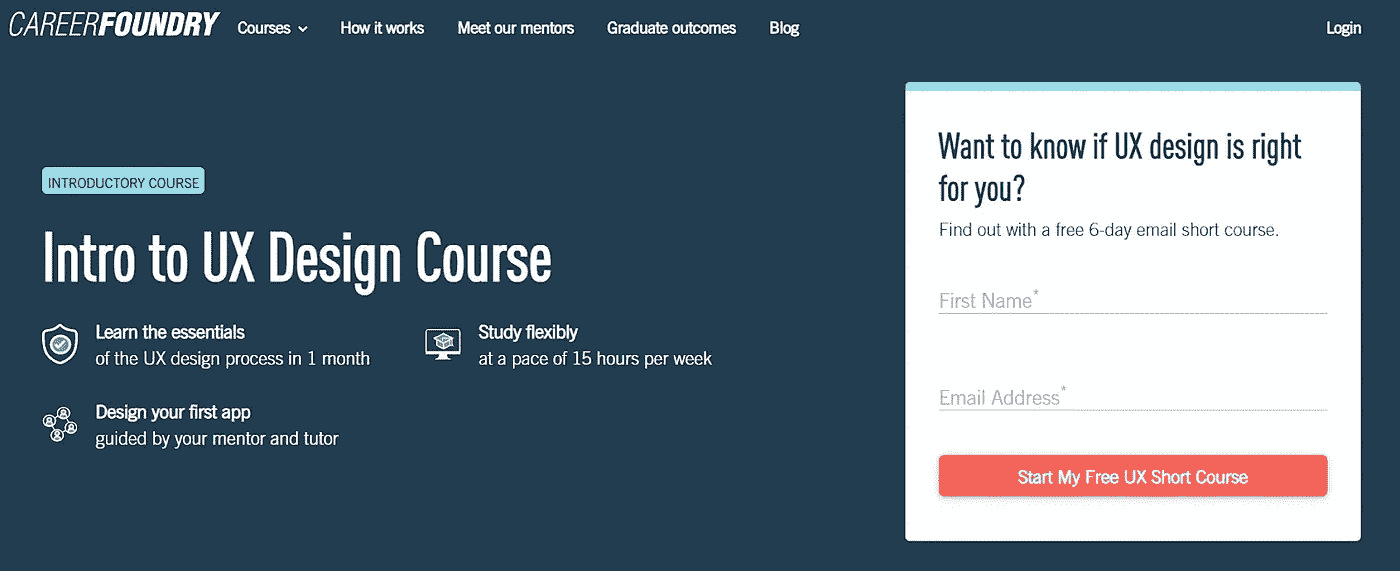 CAREERFOUNDRY Courses How it works Meet our mentors Graduate outcomes Blog Login
INTRODUCTORY COURSE
Intro to UX Design Course
Learn the essentials
of the UX design process in 1 month
Study flexibly
at a pace of 15 hours per week
Design your first app
guided by your mentor and tutor
Want to know if UX design is right
for you?
Find out with a free 6-day email short course.
First Name*
Email Address*
Start My Free UX Short Course